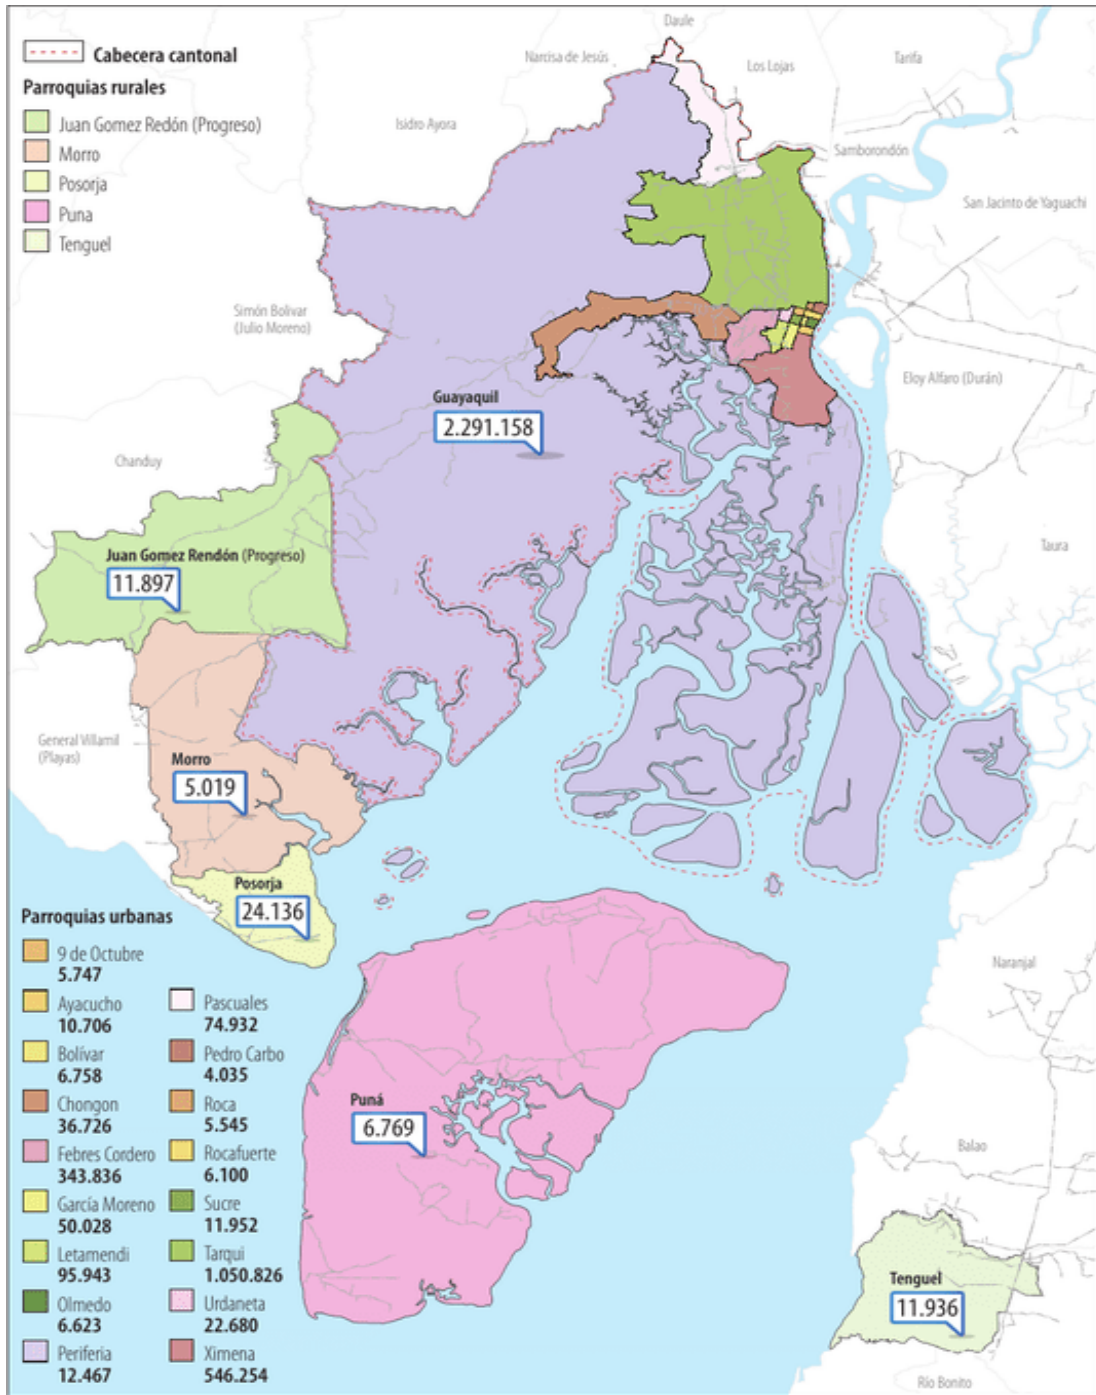 Cabecera cantonal
Parroquias rurales
Juan Gomez Redón (Progreso)
Morro
Posorja
Puna
Tenguel
Daule
Narcisa de Jesús
Los Lojas
Tarifa
Isidro Ayora
Samborondón
San Jacinto de Yaguachi
Simón Bolivar
(Julio Moreno)
Eloy Alfaro (Durán)
Guayaquil
2.291.158
Chanduy
Taura
Juan Gomez Rendón (Progreso)
11.897
General Villamil
(Playas)
Morro
5.019
Posorja
24.136
Naranjal
Puná
6.769
Balao
Tenguel
11.936
Río Bonito
Parroquias urbanas
9 de Octubre
5.747
Ayacucho
10.706
Bolívar
6.758
Chongon
36.726
Febres Cordero
343.836
García Moreno
50.028
Letamendi
95.943
Olmedo
6.623
Periferia
12.467
Pascuales
74.932
Pedro Carbo
4.035
Roca
5.545
Rocafuerte
6.100
Sucre
11.952
Tarqui
1.050.826
Urdaneta
22.680
Ximena
546.254